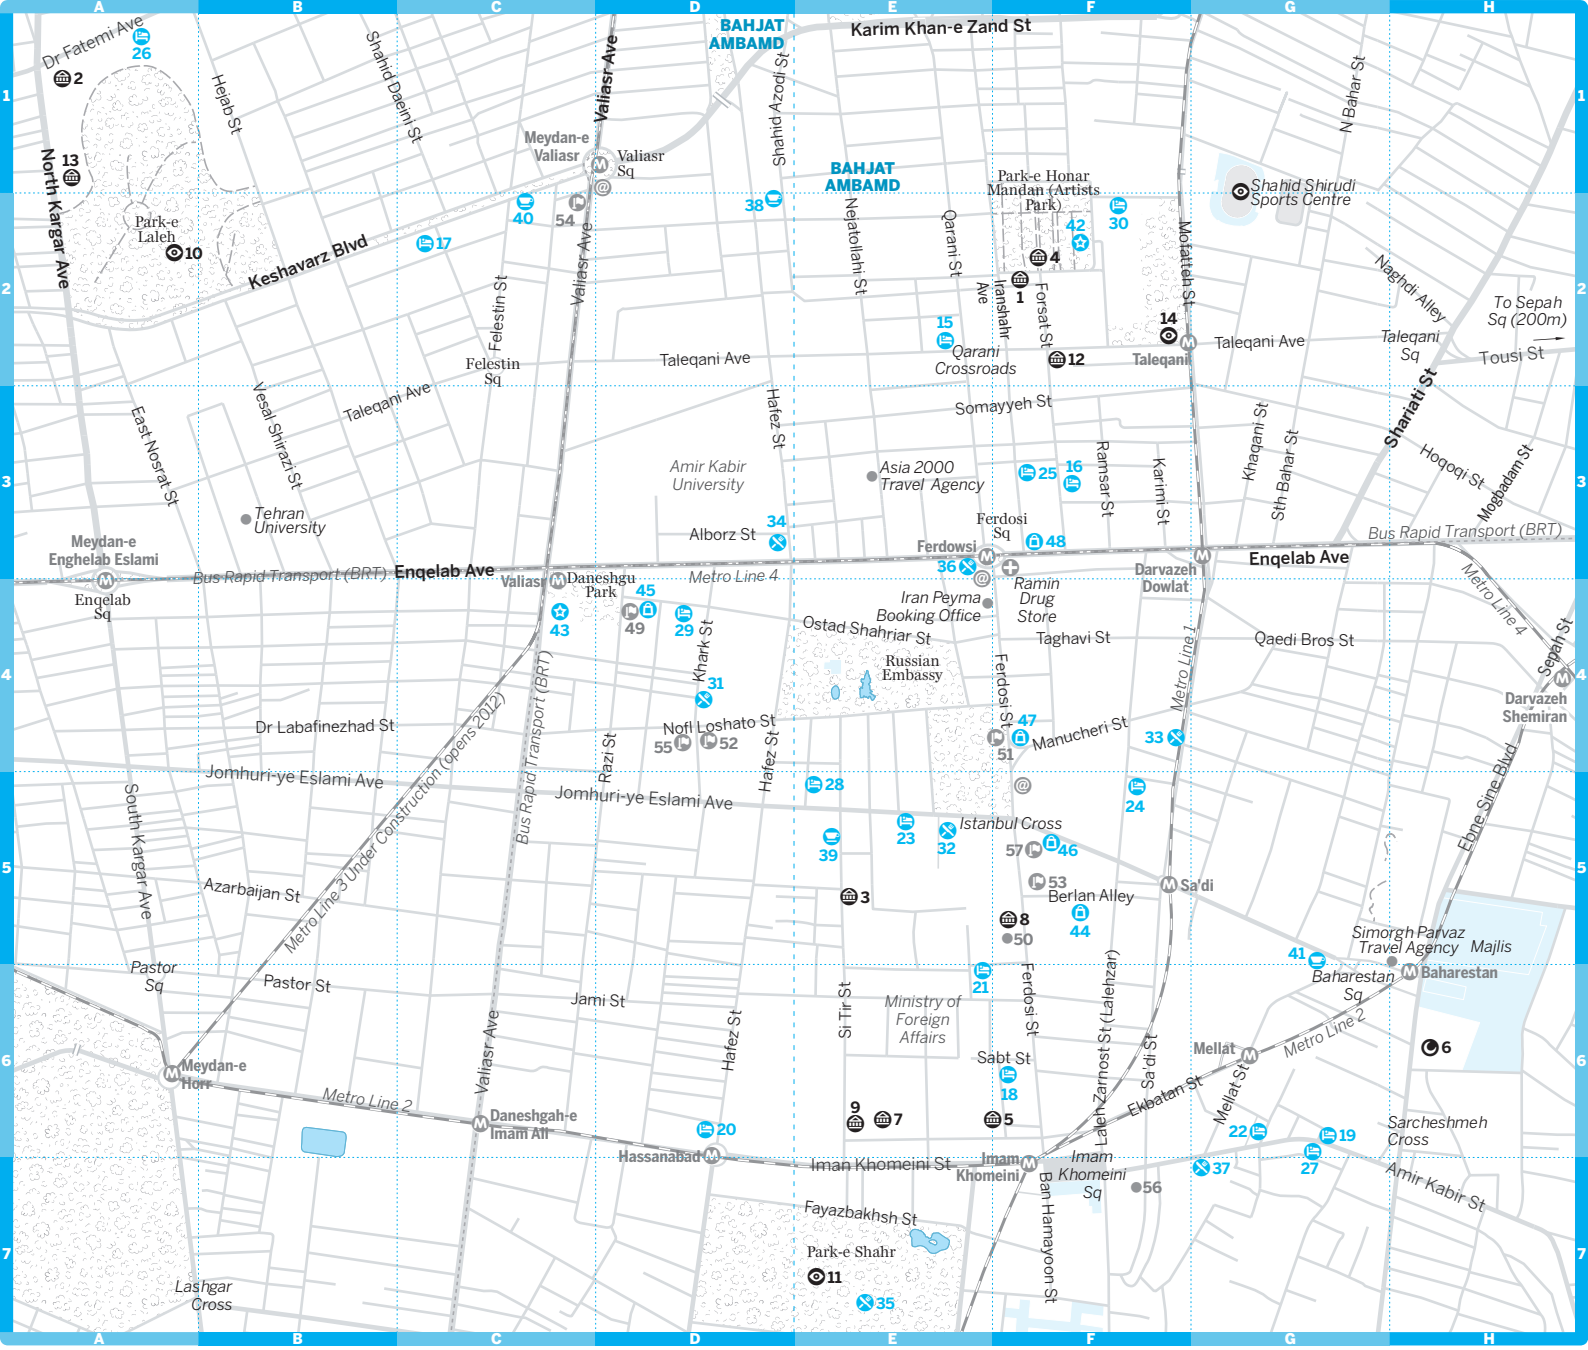 A B C D E F G H
Dr Fatemi Ave
26
2
BAHJAT
AMBAMD
Karim Khan-e Zand St
Hejab St
Shahid Daeini St
Valiasr Ave
Shahid Azodi St
N Bahar St
1
1
Meydan-e
Valiasr
Valiasr
Sq
@
North Kargar Ave
13
BAHJAT
AMBAMD
Park-e Honar
Mandan (Artists
Park)
Shahid Shirudi
Sports Centre
Park-e
Laleh
10
40
54
38
42
30
17
Keshavarz Blvd
Valiasr Ave
Nejatollahi St
Qarani St
4
1
Mofatteh St
Naghdi Alley
2
2
Felestin St
Ave
Iranshahr
Forsat St
To Sepah
Sq (200m)
15
14
Taleqani Ave
Qarani
Crossroads
12
Taleqani
Taleqani Ave
Taleqani
Sq
Tousi St
Felestin
Sq
Taleqani Ave
Vesal Shirazi St
East Nosrat St
Hafez St
Somayyeh St
Shariati St
Khaqani St
Sth Bahar St
Hoqoqi St
Mogbadam St
Amir Kabir
University
Asia 2000
Travel Agency
25
16
Ramsar St
Karimi St
3
3
Tehran
University
34
Alborz St
Ferdosi
Sq
48
Meydan-e
Enghelab Eslami
Ferdowsi
Bus Rapid Transport (BRT)
Bus Rapid Transport (BRT)
Enqelab Ave
Enqelab Ave
Valiasr
Daneshgu
Park
Metro Line 4
36
@
Ramin
Drug
Store
Darvazeh
Dowlat
Metro Line 4
Enqelab
Sq
43
45
49
29
Iran Peyma
Booking Office
Ostad Shahriar St
Taghavi St
Qaedi Bros St
Khark St
Russian
Embassy
Ferdosi St
Metro Line 1
Sepah St
4
4
31
Darvazeh
Shemiran
Dr Labafinezhad St
Nofl Loshato St
55
52
47
51
Manucheri St
33
Metro Line 3 Under Construction (opens 2012)
Bus Rapid Transport (BRT)
Razi St
Hafez St
Jomhuri-ye Eslami Ave
Jomhuri-ye Eslami Ave
28
@
24
Ebne Sine Blvd
South Kargar Ave
39
23
32
Istanbul Cross
57
46
5
5
Azarbaijan St
3
53
Berlan Alley
Sa'di
8
50
44
Simorgh Parvaz
Travel Agency
Majlis
Pastor
Sq
Pastor St
Jami St
21
41
Baharestan
Baharestan
Sq
Si Tir St
Ministry of
Foreign
Affairs
Ferdosi St
Laleh Zarnost St (Lalehzar)
Hafez St
Valiasr Ave
Sabt St
Sa'di St
Mellat
Metro Line 2
6
6
6
Meydan-e
Horr
18
Metro Line 2
Mellat St
Ekbatan St
Daneshgah-e
Imam Ali
20
9
7
5
22
19
Sarcheshmeh
Cross
Hassanabad
Iman Khomeini St
Imam
Khomeini
Imam
Khomeini
Sq
37
27
56
Amir Kabir St
Fayazbakhsh St
Ban Hamayoon St
7
7
Park-e Shahr
11
35
Lashgar
Cross
A B C D E F G H